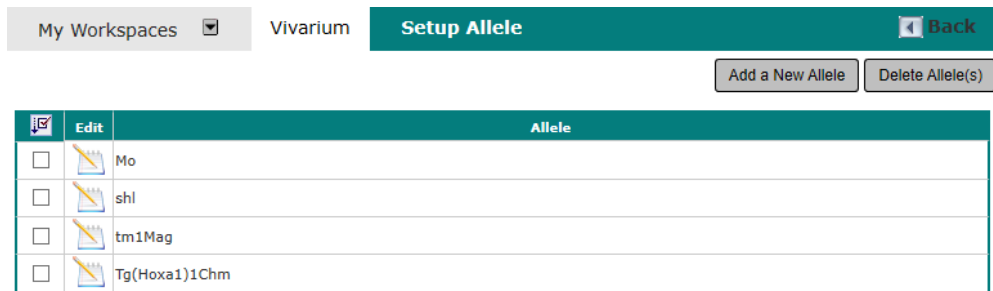 My Workspaces Vivarium Setup Allele Back
Add a New Allele Delete Allele(s)
Edit Allele
Mo
shl
tm1Mag
Tg(Hoxa1)1Chm